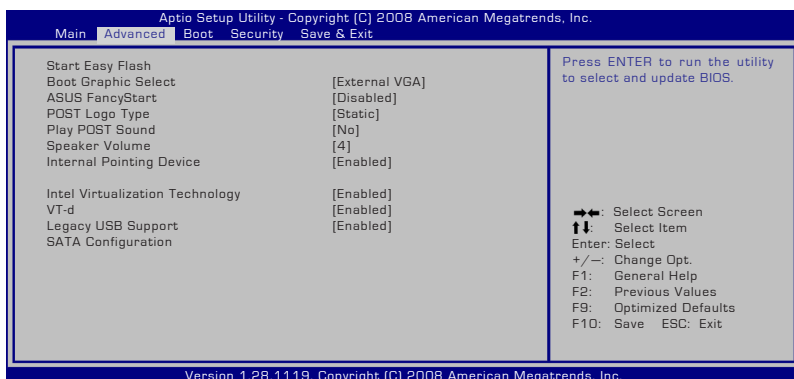 Aptio Setup Utility - Copyright (C) 2008 American Megatrends, Inc.
Main Advanced Boot Security Save & Exit
Start Easy Flash
Boot Graphic Select [External VGA]
ASUS FancyStart [Disabled]
POST Logo Type [Static]
Play POST Sound [No]
Speaker Volume [4]
Internal Pointing Device [Enabled]
Intel Virtualization Technology [Enabled]
VT-d [Enabled]
Legacy USB Support [Enabled]
SATA Configuration
Press ENTER to run the utility
to select and update BIOS.
→←: Select Screen
↑↓: Select Item
Enter: Select
+/—: Change Opt.
F1: General Help
F2: Previous Values
F9: Optimized Defaults
F10: Save ESC: Exit
Version 1.28.1119. Copyright (C) 2008 American Megatrends, Inc.